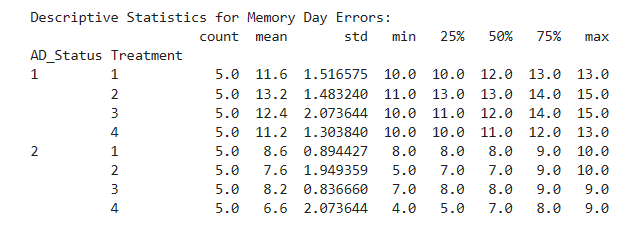 Descriptive Statistics for Memory Day Errors:
count mean std min 25% 50% 75% max
AD_Status Treatment
1 1 5.0 11.6 1.516575 10.0 10.0 12.0 13.0 13.0
2 5.0 13.2 1.483240 11.0 13.0 13.0 14.0 15.0
3 5.0 12.4 2.073644 10.0 11.0 12.0 14.0 15.0
4 5.0 11.2 1.303840 10.0 10.0 11.0 12.0 13.0
2 1 5.0 8.6 0.894427 8.0 8.0 8.0 9.0 10.0
2 5.0 7.6 1.949359 5.0 7.0 7.0 9.0 10.0
3 5.0 8.2 0.836660 7.0 8.0 8.0 9.0 9.0
4 5.0 6.6 2.073644 4.0 5.0 7.0 8.0 9.0